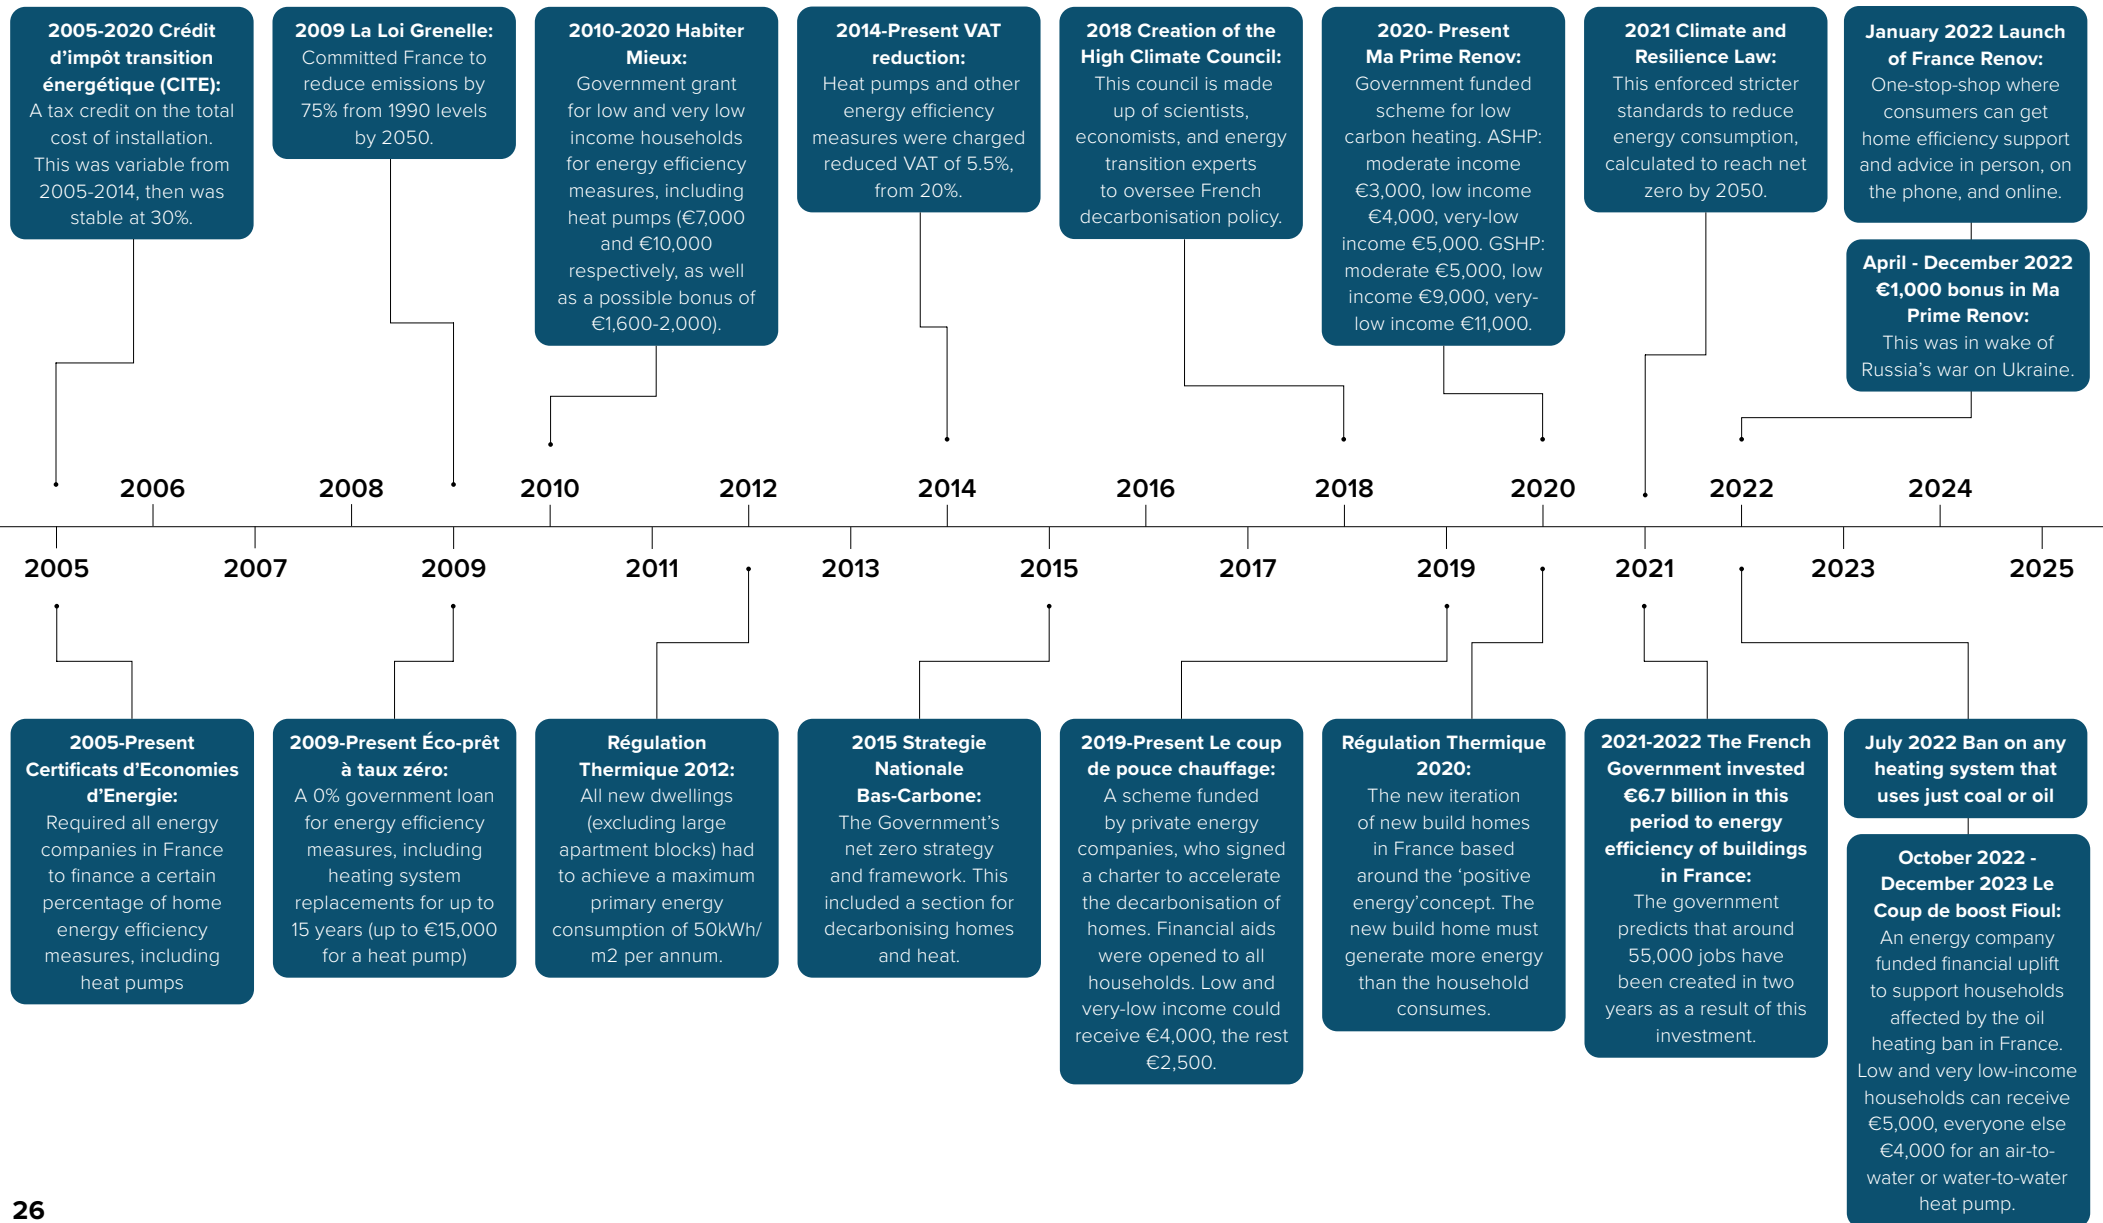 2005-2020 Crédit
d'impôt transition
énergétique (CITE):
A tax credit on the total
cost of installation.
This was variable from
2005-2014, then was
stable at 30%.
2009 La Loi Grenelle:
Committed France to
reduce emissions by
75% from 1990 levels
by 2050.
2010-2020 Habiter
Mieux:
Government grant
for low and very low
income households
for energy efficiency
measures, including
heat pumps (€7,000
and €10,000
respectively, as well
as a possible bonus of
€1,600-2,000).
2014-Present VAT
reduction:
Heat pumps and other
energy efficiency
measures were charged
reduced VAT of 5.5%,
from 20%.
2018 Creation of the
High Climate Council:
This council is made
up of scientists,
economists, and energy
transition experts
to oversee French
decarbonisation policy.
2020- Present
Ma Prime Renov:
Government funded
scheme for low
carbon heating. ASHP:
moderate income
€3,000, low income
€4,000, very-low
income €5,000. GSHP:
moderate €5,000, low
income €9,000, very-
low income €11,000.
2021 Climate and
Resilience Law:
This enforced stricter
standards to reduce
energy consumption,
calculated to reach net
zero by 2050.
January 2022 Launch
of France Renov:
One-stop-shop where
consumers can get
home efficiency support
and advice in person, on
the phone, and online.
April - December 2022
€1,000 bonus in Ma
Prime Renov:
This was in wake of
Russia's war on Ukraine.
2006 2008 2010 2012 2014 2016 2018 2020 2022 2024
2005 2007 2009 2011 2013 2015 2017 2019 2021 2023 2025
2005-Present
Certificats d'Economies
d'Energie:
Required all energy
companies in France
to finance a certain
percentage of home
energy efficiency
measures, including
heat pumps
2009-Present Éco-prêt
à taux zéro:
A 0% government loan
for energy efficiency
measures, including
heating system
replacements for up to
15 years (up to €15,000
for a heat pump)
Régulation
Thermique 2012:
All new dwellings
(excluding large
apartment blocks) had
to achieve a maximum
primary energy
consumption of 50kWh/
m2 per annum.
2015 Strategie
Nationale
Bas-Carbone:
The Government's
net zero strategy
and framework. This
included a section for
decarbonising homes
and heat.
2019-Present Le coup
de pouce chauffage:
A scheme funded
by private energy
companies, who signed
a charter to accelerate
the decarbonisation of
homes. Financial aids
were opened to all
households. Low and
very-low income could
receive €4,000, the rest
€2,500.
Régulation Thermique
2020:
The new iteration
of new build homes
in France based
around the 'positive
energy'concept. The
new build home must
generate more energy
than the household
consumes.
2021-2022 The French
Government invested
€6.7 billion in this
period to energy
efficiency of buildings
in France:
The government
predicts that around
55,000 jobs have
been created in two
years as a result of this
investment.
July 2022 Ban on any
heating system that
uses just coal or oil
October 2022 -
December 2023 Le
Coup de boost Fioul:
An energy company
funded financial uplift
to support households
affected by the oil
heating ban in France.
Low and very low-income
households can receive
€5,000, everyone else
€4,000 for an air-to-
water or water-to-water
heat pump.
26